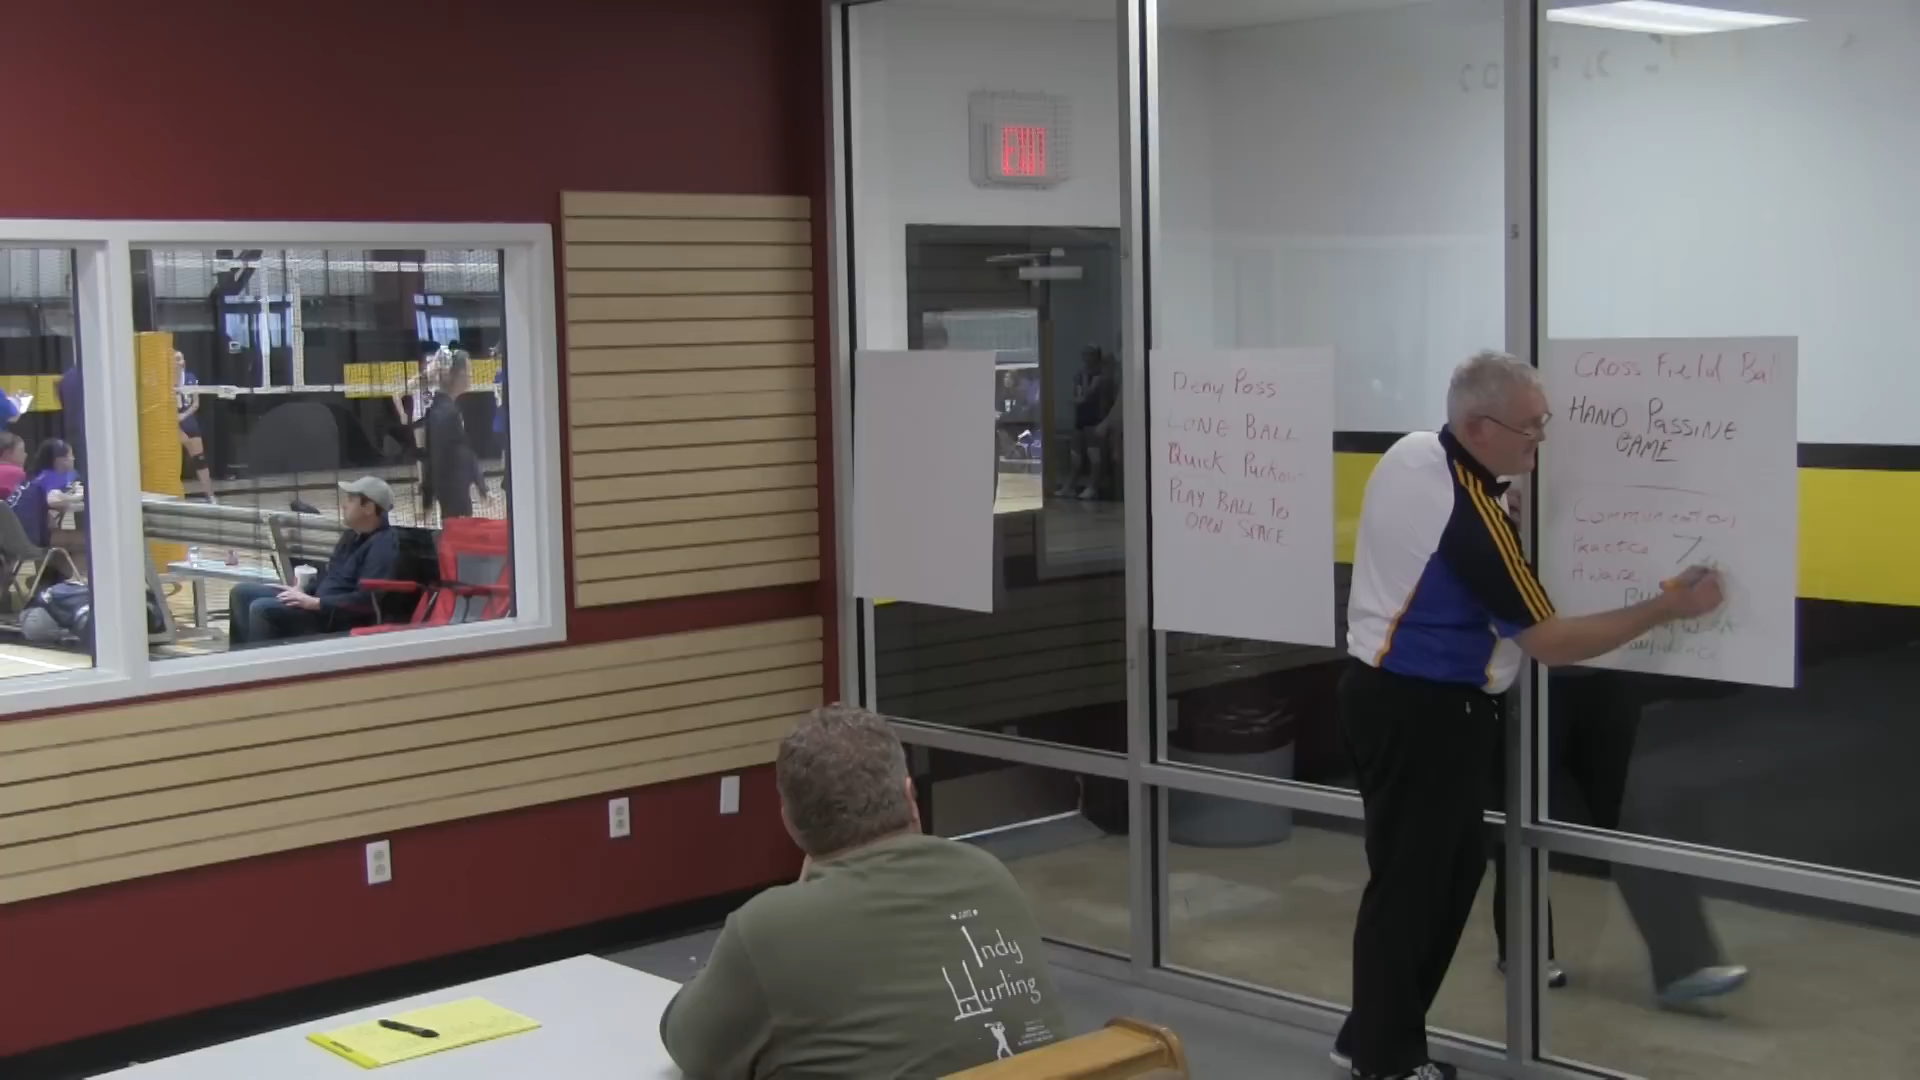 EXIT
Deny Poss
LONG BALL
Quick Puckout
PLAY BALL To
OPEN SPACE
Cross Field Ball
HAND PASSING
GAME
Communication
Practice
Aware
Indy
Hurling